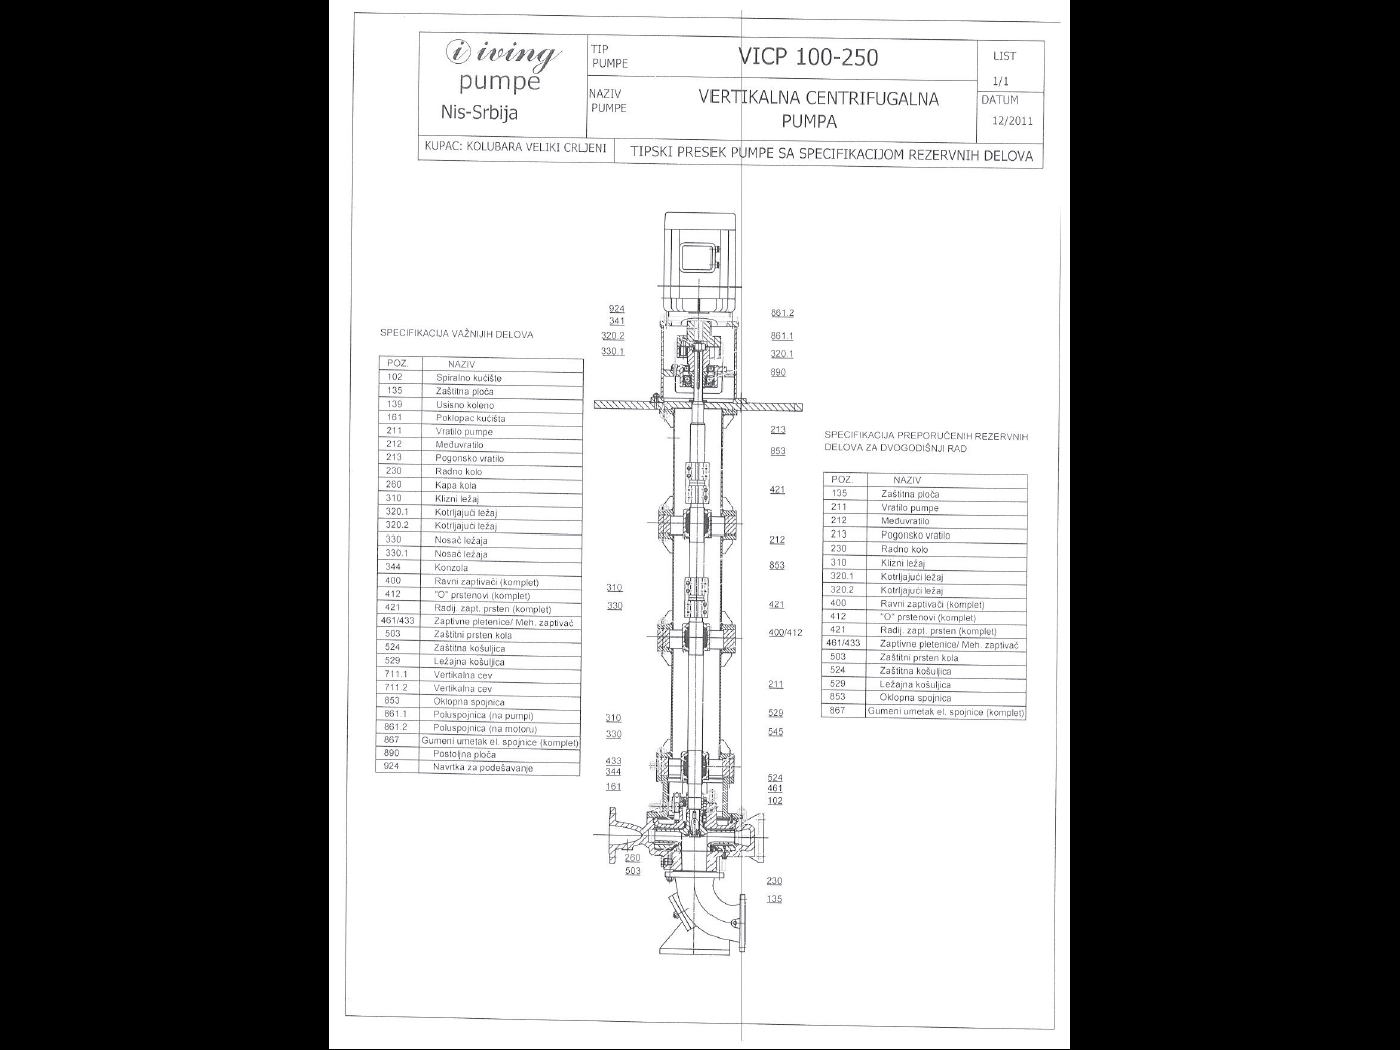 iving
pumpe
Nis-Srbija
TIP
PUMPE
VICP 100-250
NAZIV
PUMPE
VERTIKALNA CENTRIFUGALNA
PUMPA
LIST
1/1
DATUM
12/2011
KUPAC: KOLUBARA VELIKI CRLJENI
TIPSKI PRESEK PUMPE SA SPECIFIKACIJOM REZERVNIH DELOVA
SPECIFIKACIJA VAŽNIJIH DELOVA
POZ. NAZIV
102 Spiralno kućište
135 Zaštitna ploča
139 Usisno koleno
161 Poklopac kućišta
211 Vratilo pumpe
212 Međuvratilo
213 Pogonsko vratilo
230 Radno kolo
260 Kapa kola
310 Klizni ležaj
320.1 Kotrljajući ležaj
320.2 Kotrljajući ležaj
330 Nosač ležaja
330.1 Nosač ležaja
344 Konzola
400 Ravni zaptivači (komplet)
412 "O" prstenovi (komplet)
421 Radij. zapt. prsten (komplet)
461/433 Zaptivne pletenice/ Meh. zaptivač
503 Zaštitni prsten kola
524 Zaštitna košuljica
529 Ležajna košuljica
711.1 Vertikalna cev
711.2 Vertikalna cev
853 Oklopna spojnica
861.1 Poluspojnica (na pumpi)
861.2 Poluspojnica (na motoru)
867 Gumeni umetak el. spojnice (komplet)
890 Postoljna ploča
924 Navrtka za podešavanje
924
341
320.2
330.1
310
330
310
330
433
344
161
260
503
861.2
861.1
320.1
890
213
853
421
212
853
421
400/412
211
529
545
524
461
102
230
135
SPECIFIKACIJA PREPORUČENIH REZERVNIH
DELOVA ZA DVOGODIŠNJI RAD
POZ. NAZIV
135 Zaštitna ploča
211 Vratilo pumpe
212 Međuvratilo
213 Pogonsko vratilo
230 Radno kolo
310 Klizni ležaj
320.1 Kotrljajući ležaj
320.2 Kotrljajući ležaj
400 Ravni zaptivači (komplet)
412 "O" prstenovi (komplet)
421 Radij. zapt. prsten (komplet)
461/433 Zaptivne pletenice/ Meh. zaptivač
503 Zaštitni prsten kola
524 Zaštitna košuljica
529 Ležajna košuljica
853 Oklopna spojnica
867 Gumeni umetak el. spojnice (komplet)